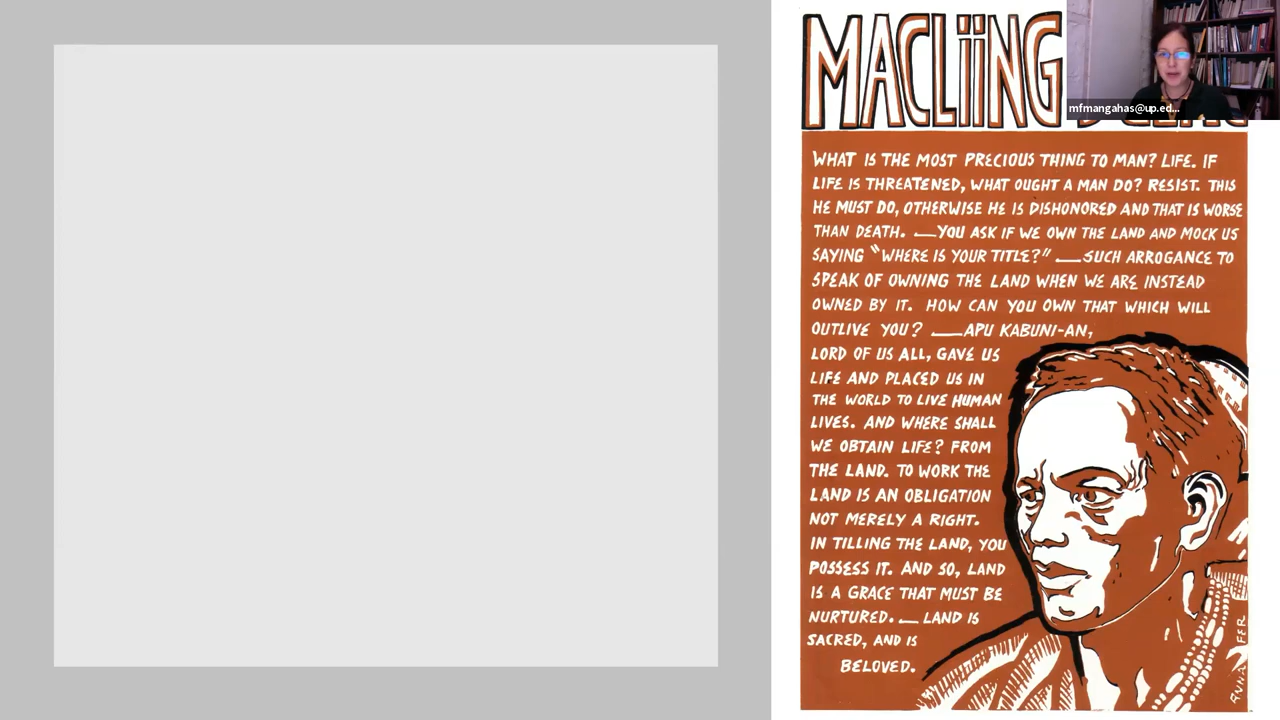 MACLiiNG
mfmangahas@up.ed...
WHAT IS THE MOST PRECIOUS THING TO MAN? LIFE. IF
LIFE IS THREATENED, WHAT OUGHT A MAN DO? RESIST. THIS
HE MUST DO, OTHERWISE HE IS DISHONORED AND THAT IS WORSE
THAN DEATH. —YOU ASK IF WE OWN THE LAND AND MOCK US
SAYING "WHERE IS YOUR TITLE?" —SUCH ARROGANCE TO
SPEAK OF OWNING THE LAND WHEN WE ARE INSTEAD
OWNED BY IT. HOW CAN YOU OWN THAT WHICH WILL
OUTLIVE YOU? —APU KABUNI-AN,
LORD OF US ALL, GAVE US
LIFE AND PLACED US IN
THE WORLD TO LIVE HUMAN
LIVES. AND WHERE SHALL
WE OBTAIN LIFE? FROM
THE LAND. TO WORK THE
LAND IS AN OBLIGATION
NOT MERELY A RIGHT.
IN TILLING THE LAND, YOU
POSSESS IT. AND SO, LAND
IS A GRACE THAT MUST BE
NURTURED. — LAND IS
SACRED, AND IS
BELOVED.